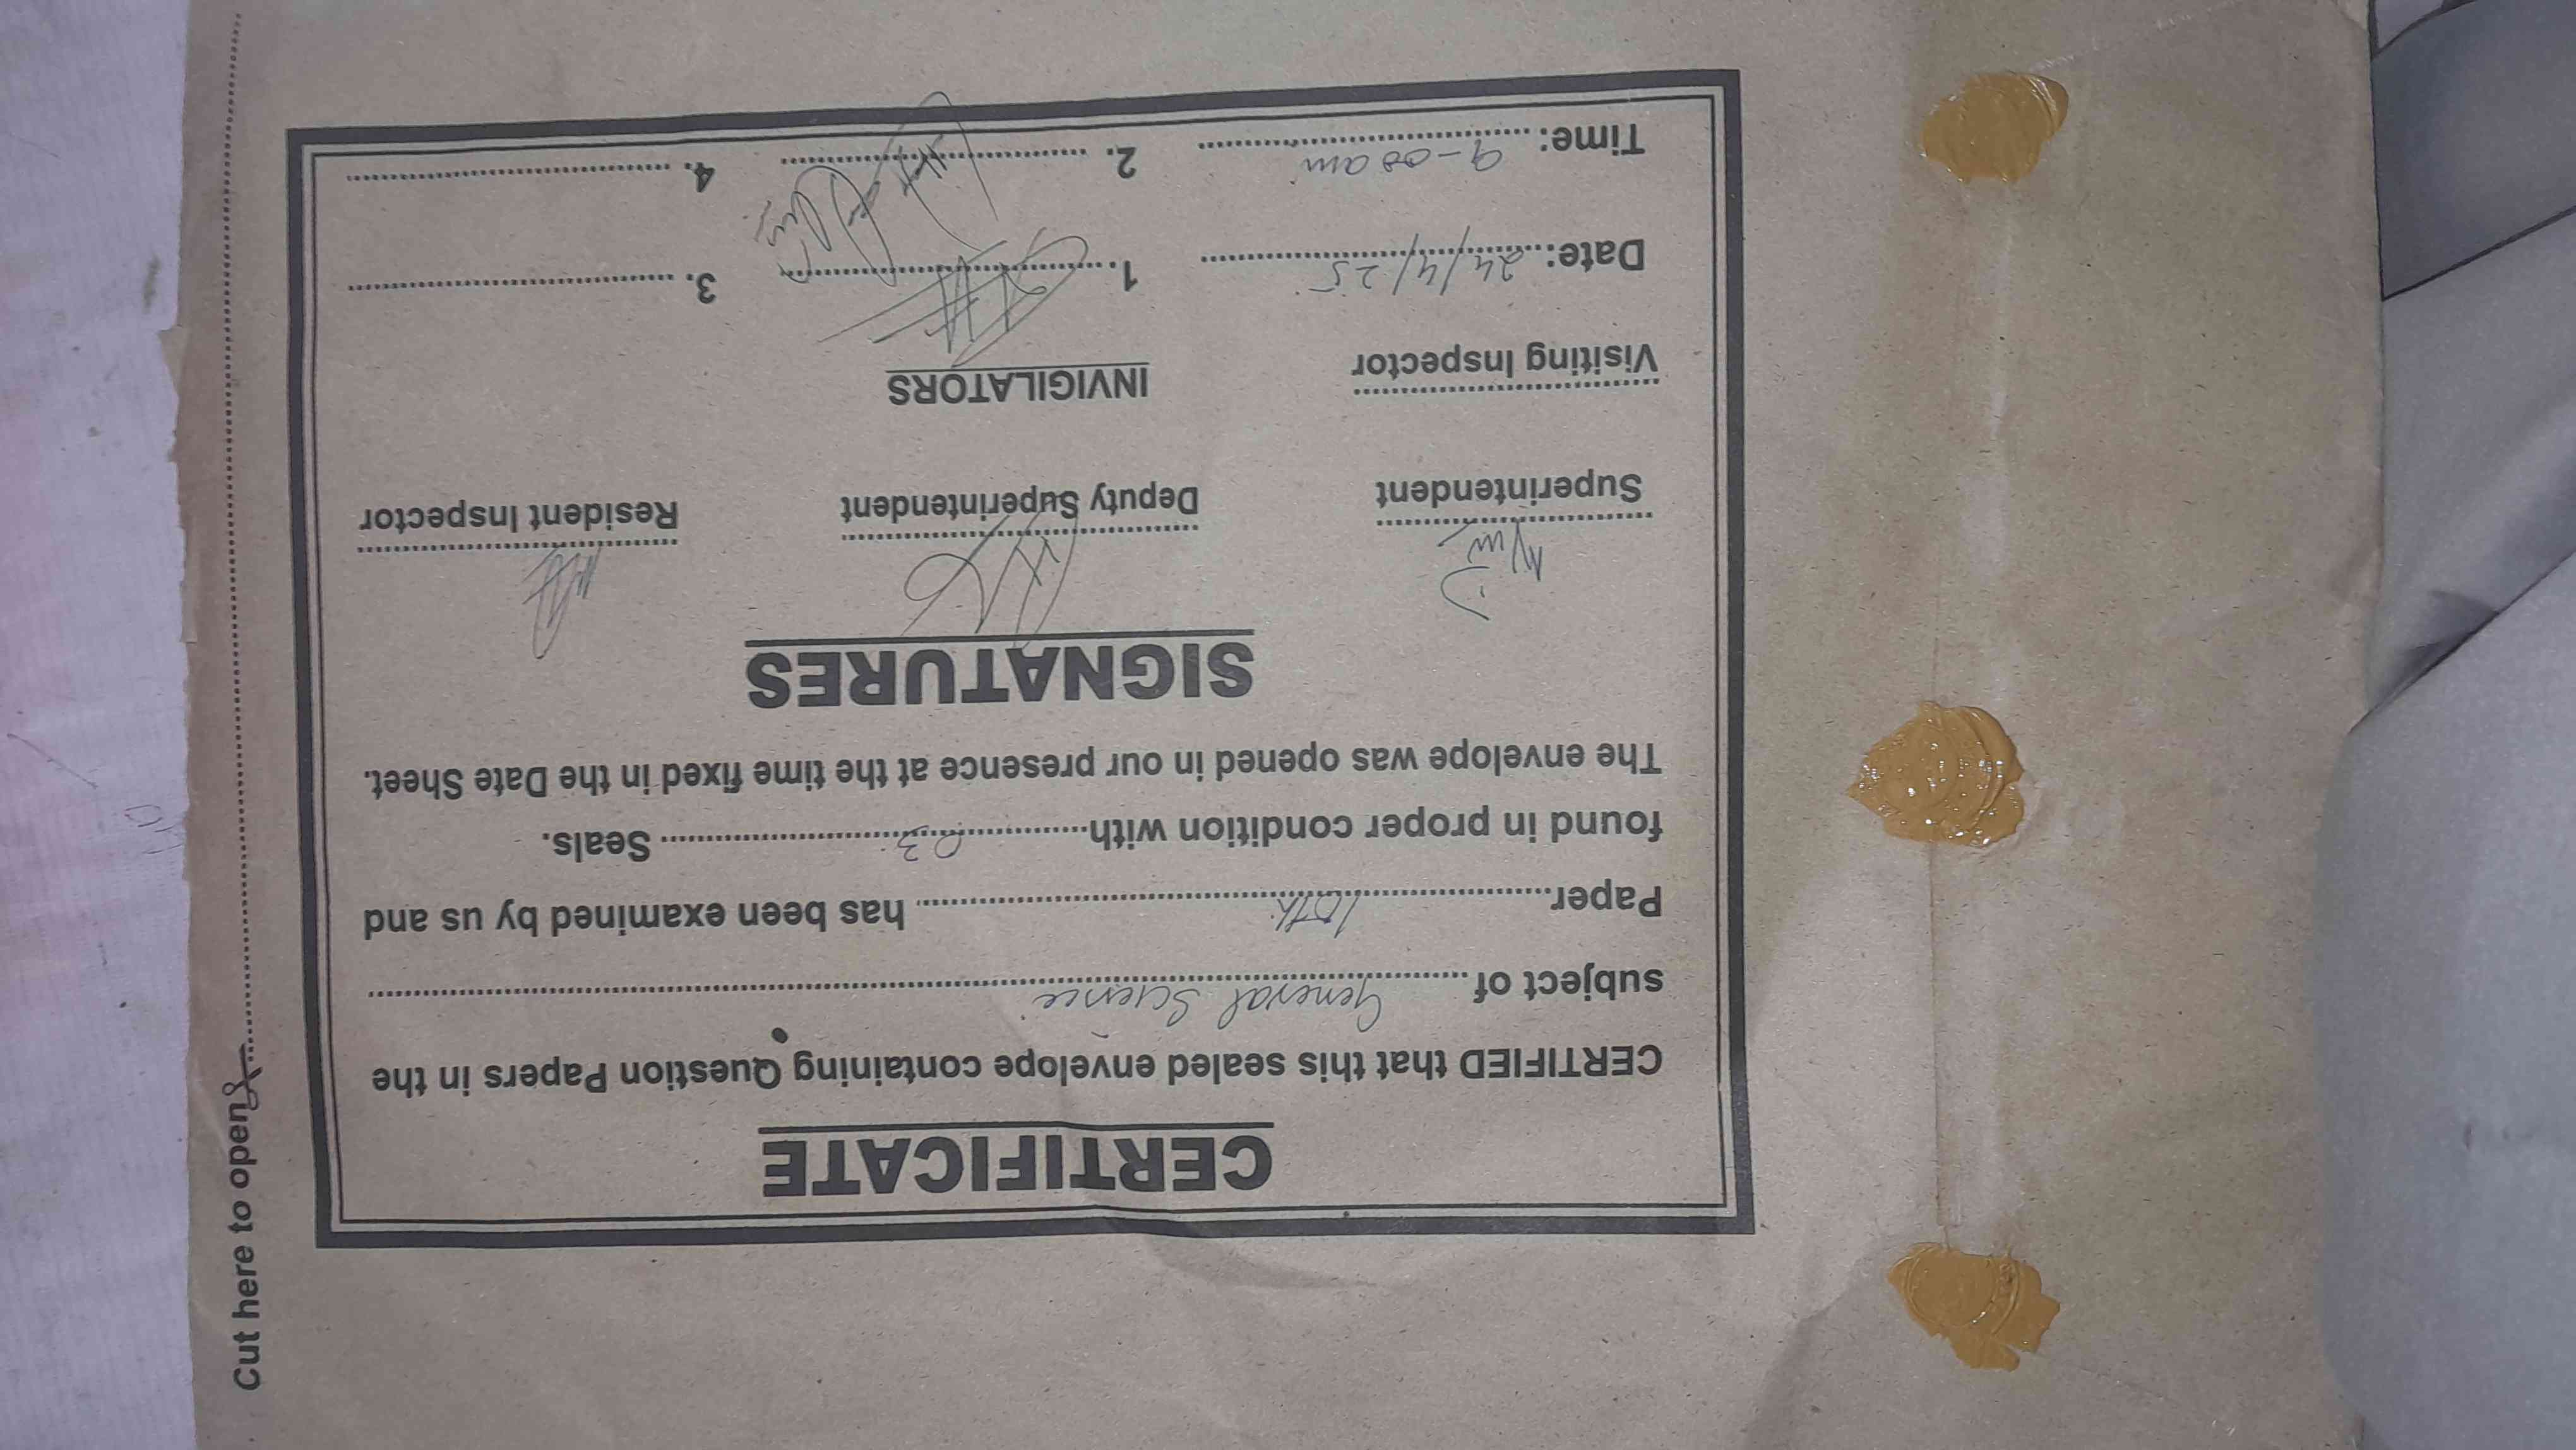 CERTIFICATE
CERTIFIED that this sealed envelope containing Question Papers in the
subject of General Science
Paper 10th has been examined by us and
found in proper condition with 03 Seals.
The envelope was opened in our presence at the time fixed in the Date Sheet.
SIGNATURES
Superintendent Deputy Superintendent Resident Inspector
Visiting Inspector INVIGILATORS
Date: 24/4/25 1. 3.
Time: 9-00 am 2. 4.
Cut here to open